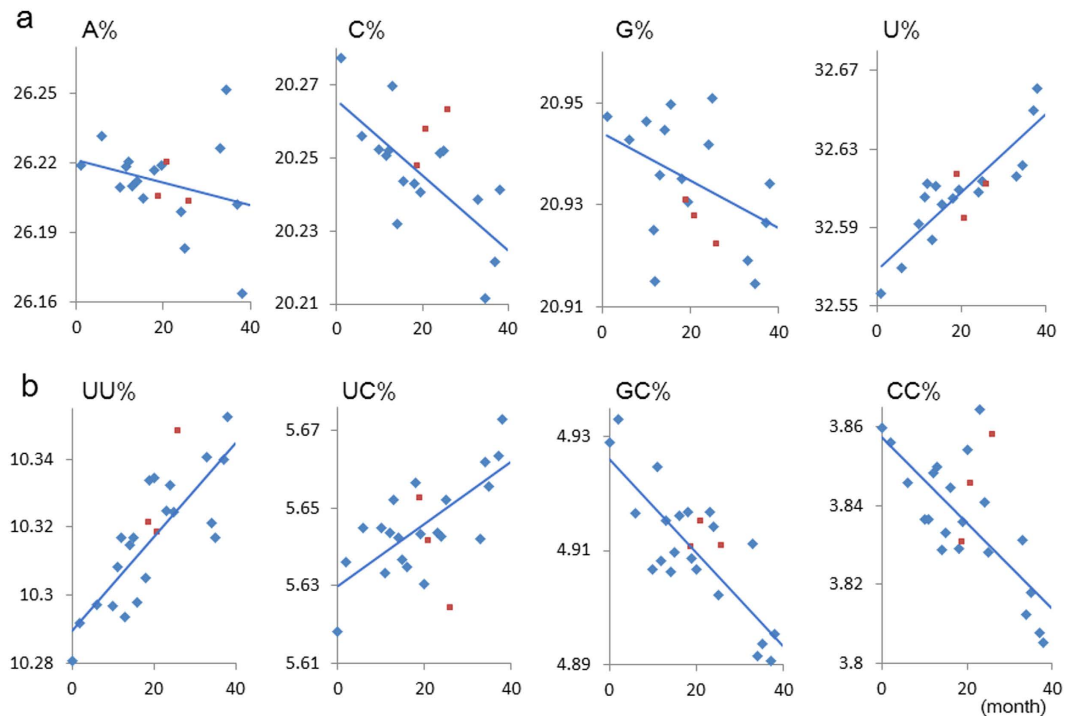 a
A%
26.25
26.22
26.19
26.16
0 20 40
C%
20.27
20.25
20.23
20.21
0 20 40
G%
20.95
20.93
20.91
0 20 40
U%
32.67
32.63
32.59
32.55
0 20 40
b
UU%
10.34
10.32
10.3
10.28
0 20 40
UC%
5.67
5.65
5.63
5.61
0 20 40
GC%
4.93
4.91
4.89
0 20 40
CC%
3.86
3.84
3.82
3.8
0 20 40
(month)